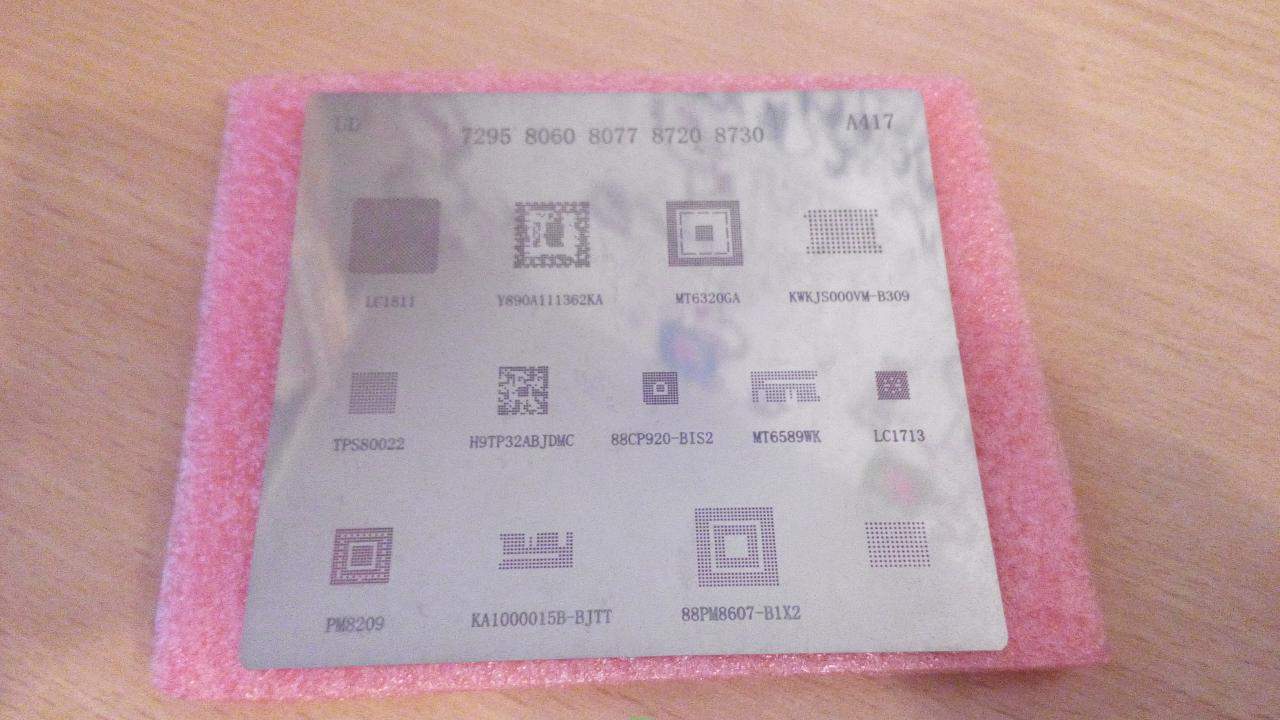 UD 7295 8060 8077 8720 8730 A417
LC1811 Y890A111362KA MT6320GA KWKJS000VM-B309
TPS80022 H9TP32ABJDMC 88CP920-BIS2 MT6589WK LC1713
PM8209 KA1000015B-BJTT 88PM8607-B1X2